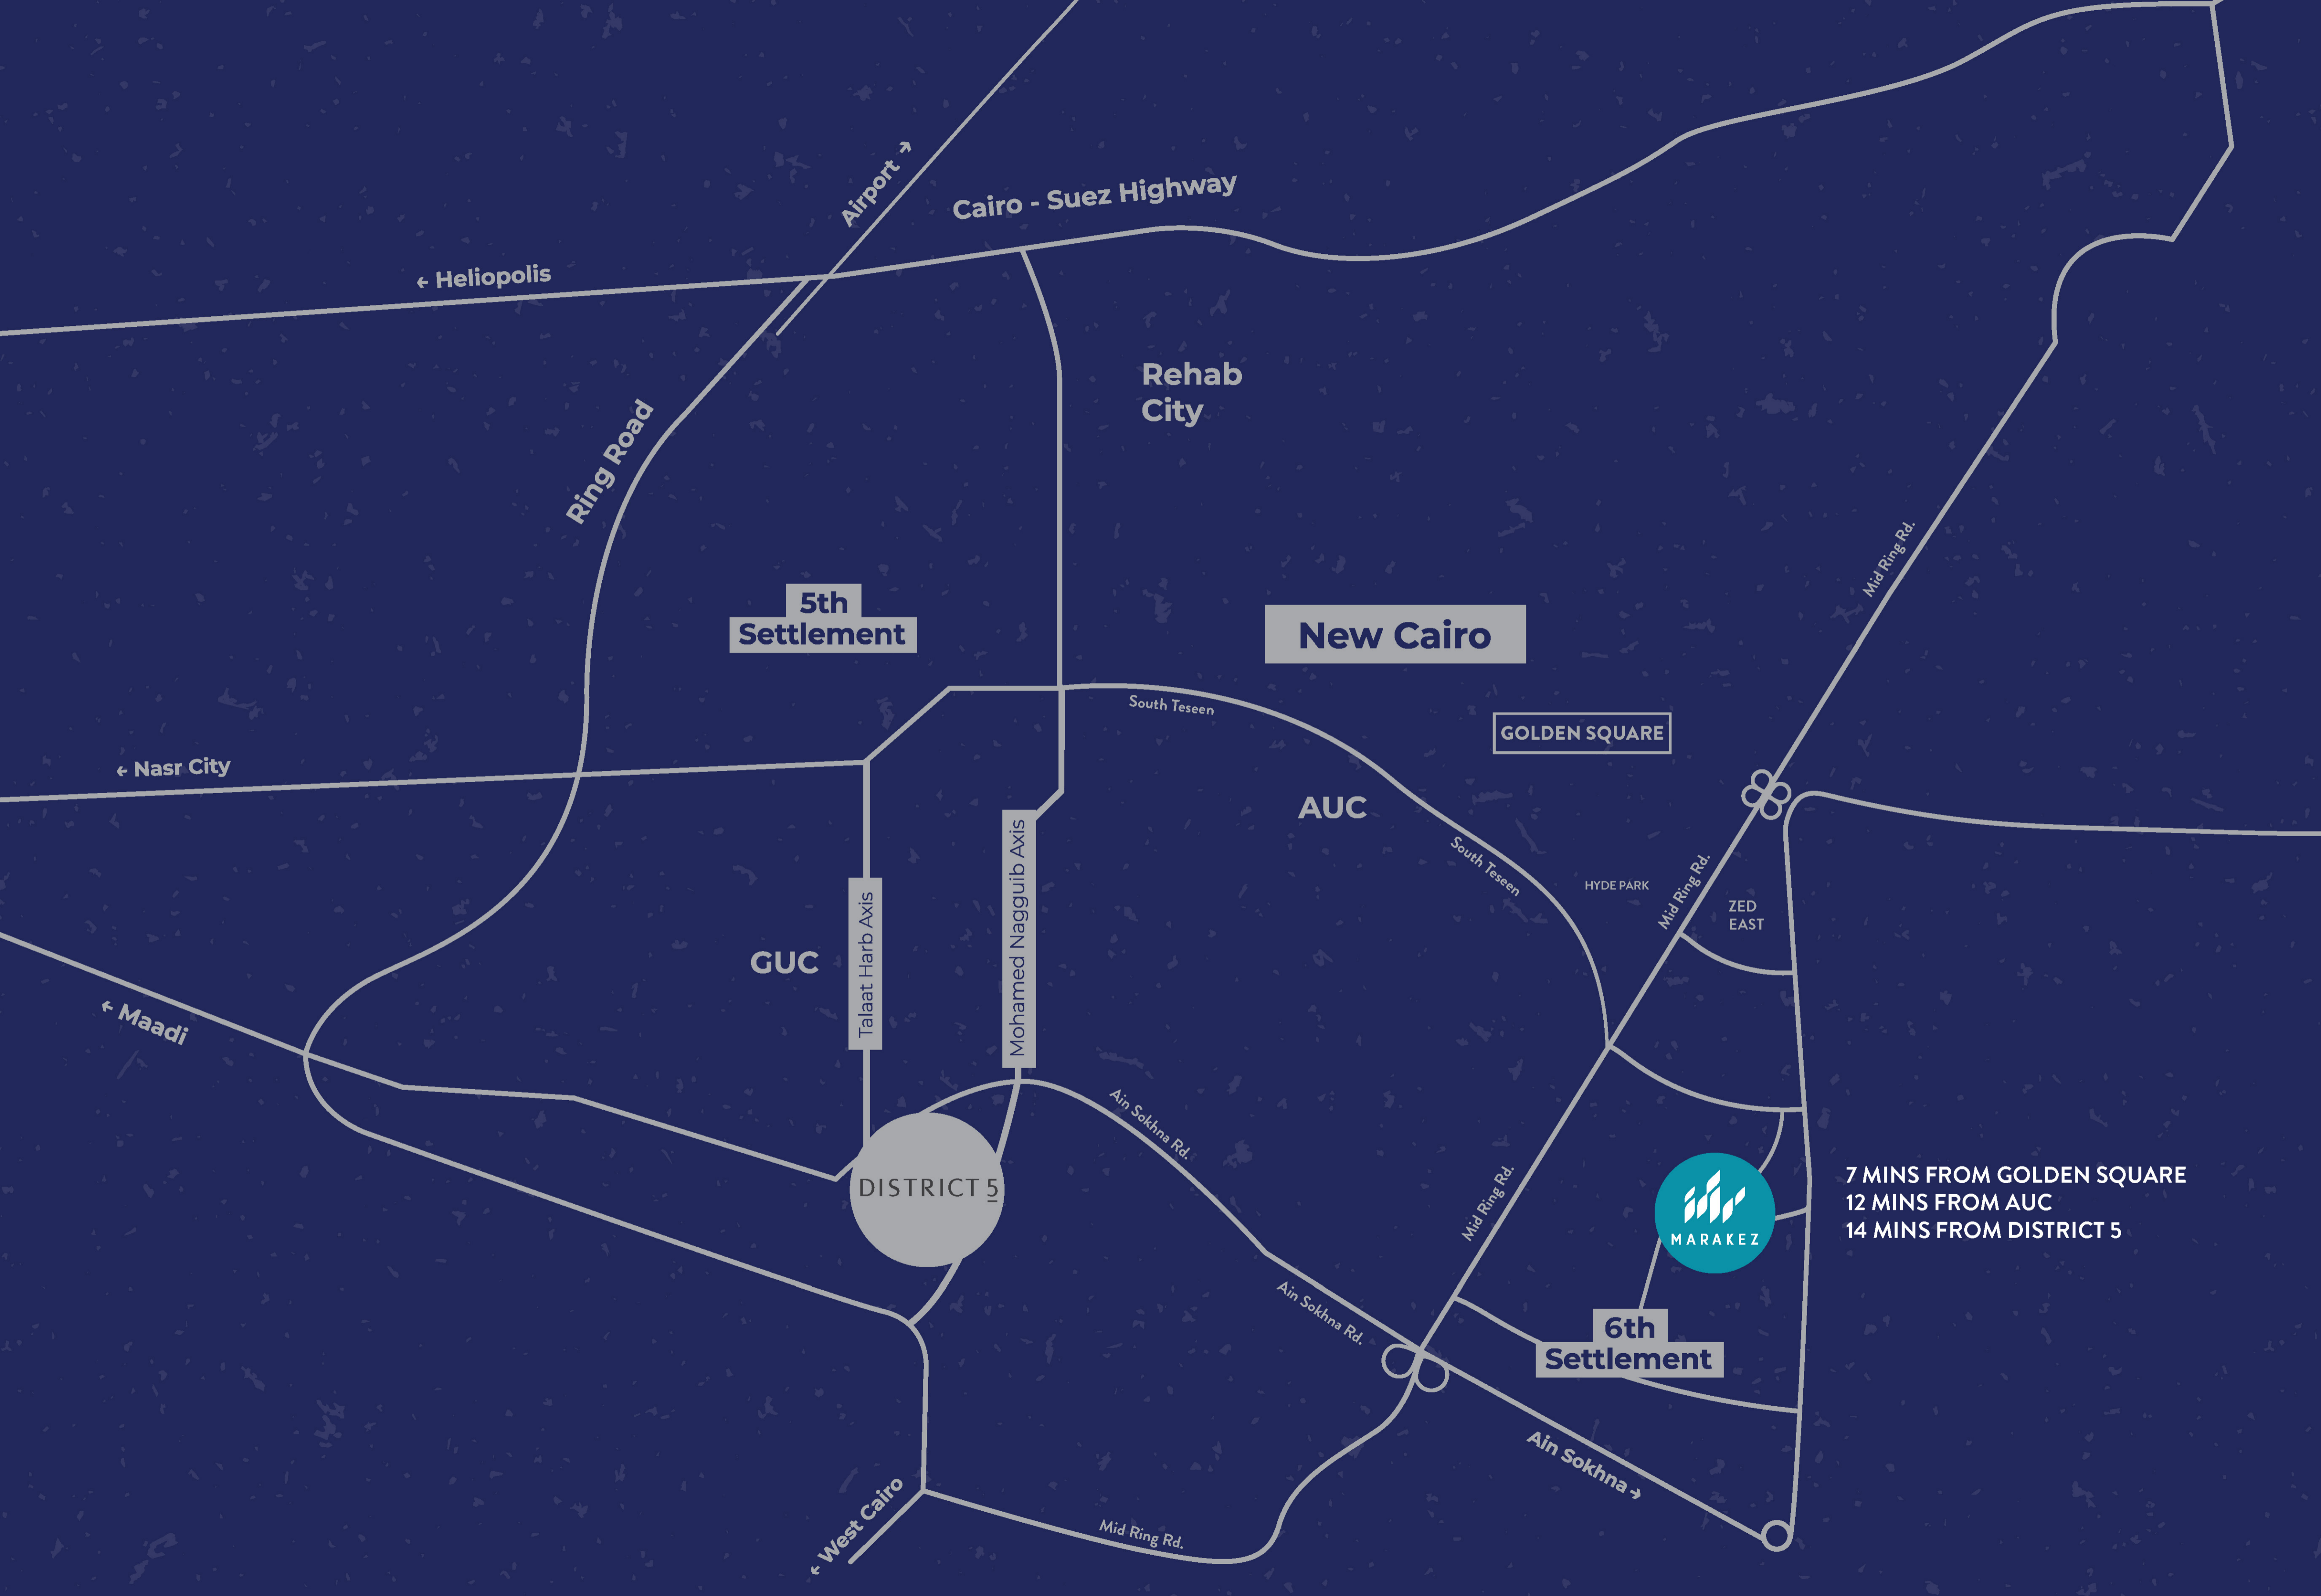 Airport →
Cairo - Suez Highway
← Heliopolis
Rehab
City
Ring Road
Mid Ring Rd.
5th
Settlement
New Cairo
South Teseen
GOLDEN SQUARE
← Nasr City
AUC
Mohamed Nagguib Axis
South Teseen
HYDE PARK
Mid Ring Rd.
ZED
EAST
Talaat Harb Axis
GUC
← Maadi
Ain Sokhna Rd.
DISTRICT 5
Mid Ring Rd.
MARAKEZ
7 MINS FROM GOLDEN SQUARE
12 MINS FROM AUC
14 MINS FROM DISTRICT 5
Ain Sokhna Rd.
6th
Settlement
Ain Sokhna →
← West Cairo
Mid Ring Rd.